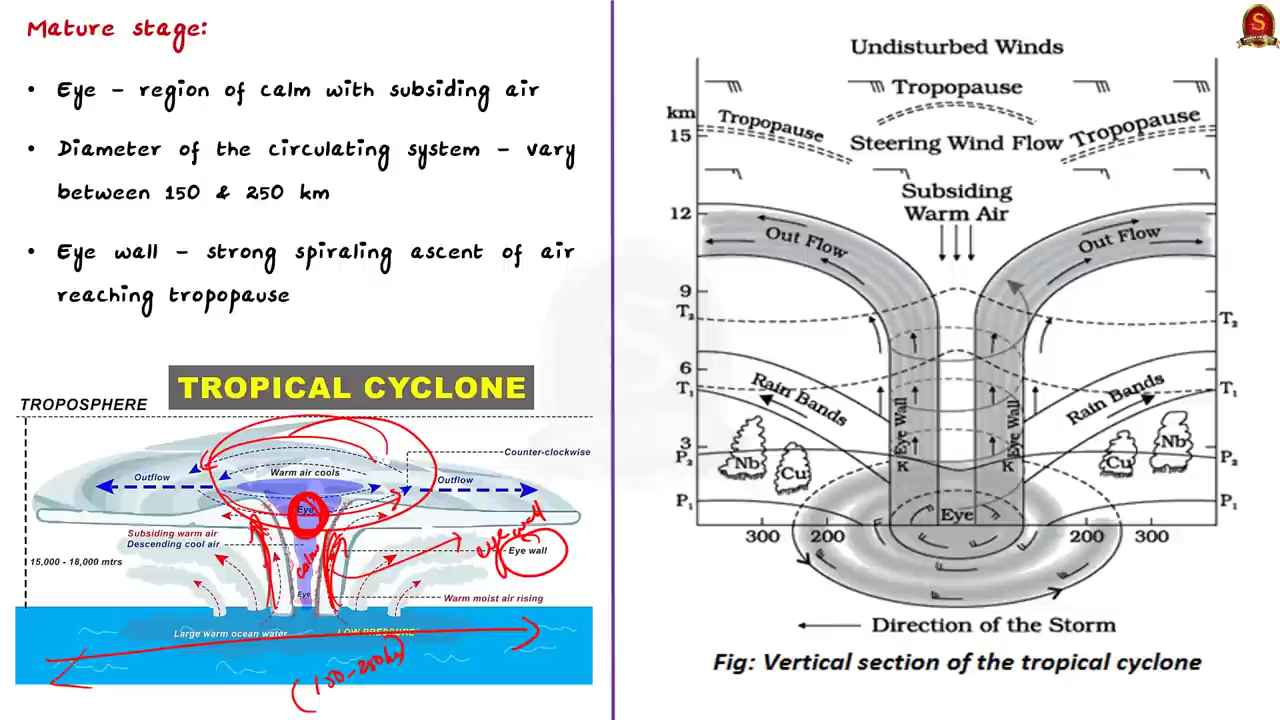 Mature stage:
• Eye – region of calm with subsiding air
• Diameter of the circulating system – vary
between 150 & 250 km
• Eye wall – strong spiraling ascent of air
reaching tropopause
TROPICAL CYCLONE
TROPOSPHERE
Counter-clockwise
Warm air cools
Outflow
Outflow
Eye
Subsiding warm air
Descending cool air
eye wall
Eye wall
calm
15,000 - 18,000 mtrs
Eye
Warm moist air rising
Large warm ocean water
LOW PRESSURE
(150-250km)
S
Undisturbed Winds
Tropopause
km
15
Tropopause
Steering Wind Flow
Tropopause
Subsiding
Warm Air
12
Out Flow
Out Flow
9
T₂
T₂
6
T₁
T₁
Rain Bands
Eye Wall
Eye Wall
Rain Bands
3
P₂
P₂
Nb
Cu
K
K
Cu
Nb
P₁
P₁
Eye
300
200
200
300
Direction of the Storm
Fig: Vertical section of the tropical cyclone